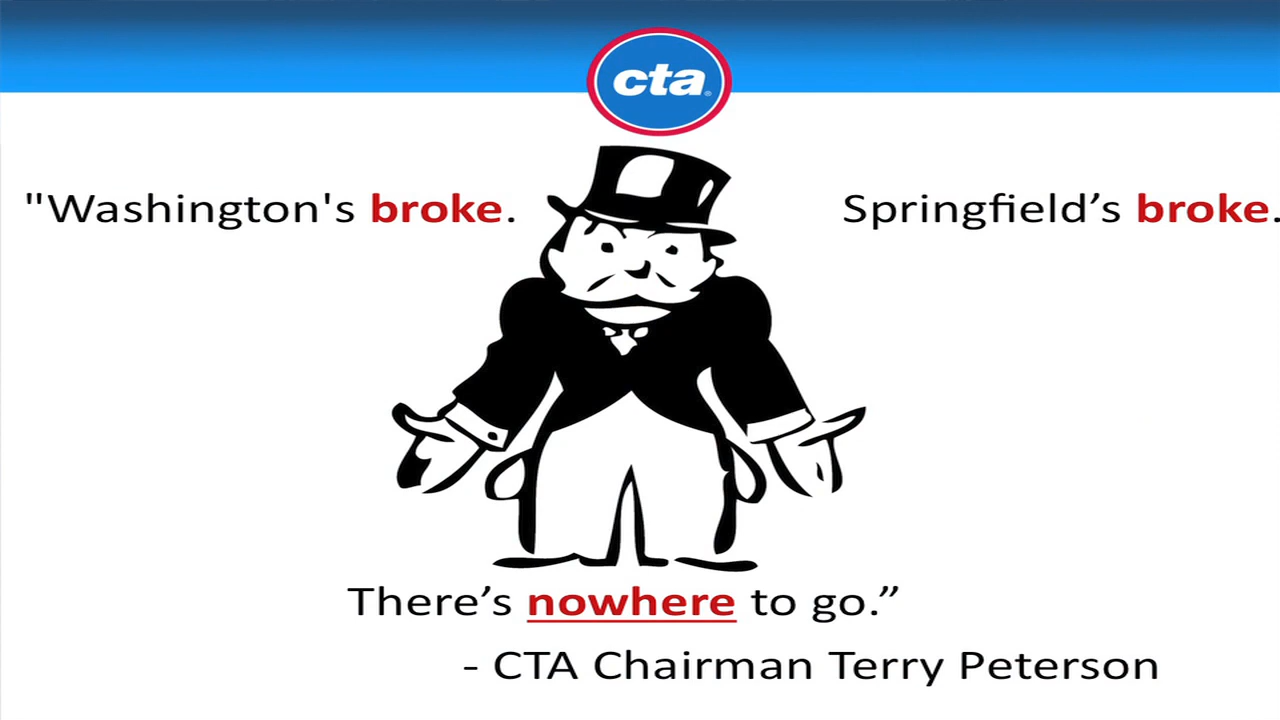 cta®
"Washington's broke.
Springfield’s broke.
There’s nowhere to go.”
- CTA Chairman Terry Peterson